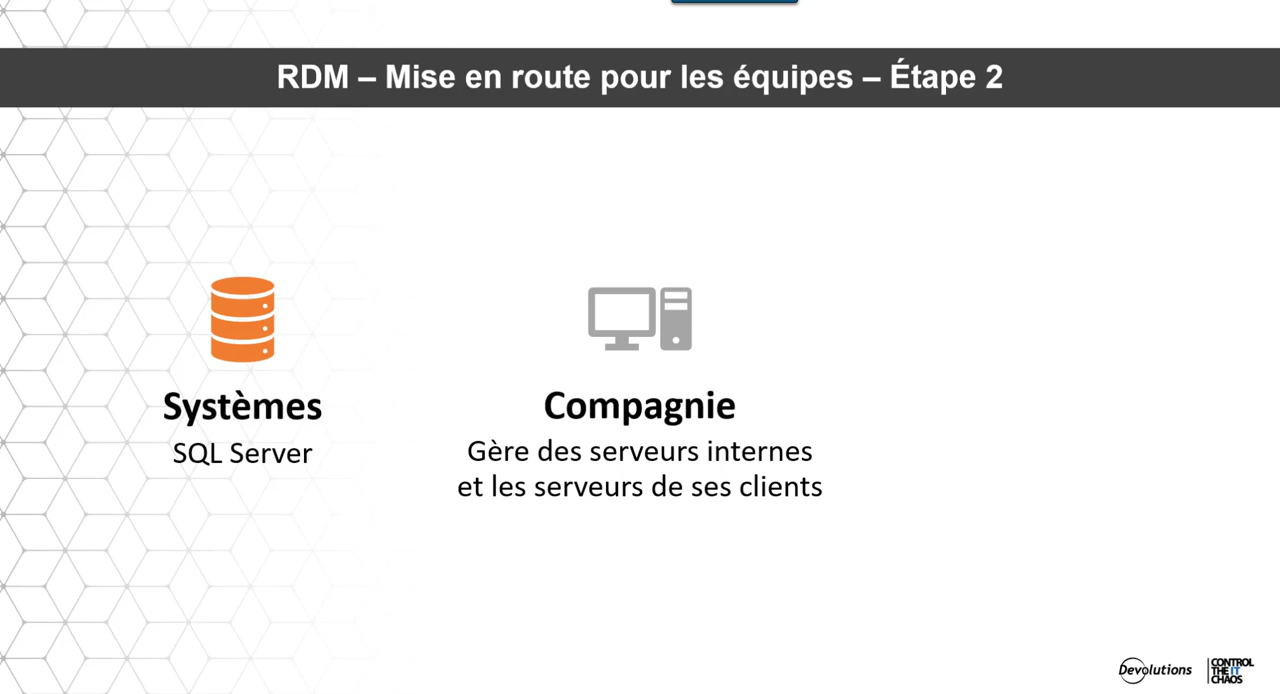 RDM – Mise en route pour les équipes – Étape 2
Systèmes
SQL Server
Compagnie
Gère des serveurs internes
et les serveurs de ses clients
Devolutions
CONTROL
THE IT
CHAOS